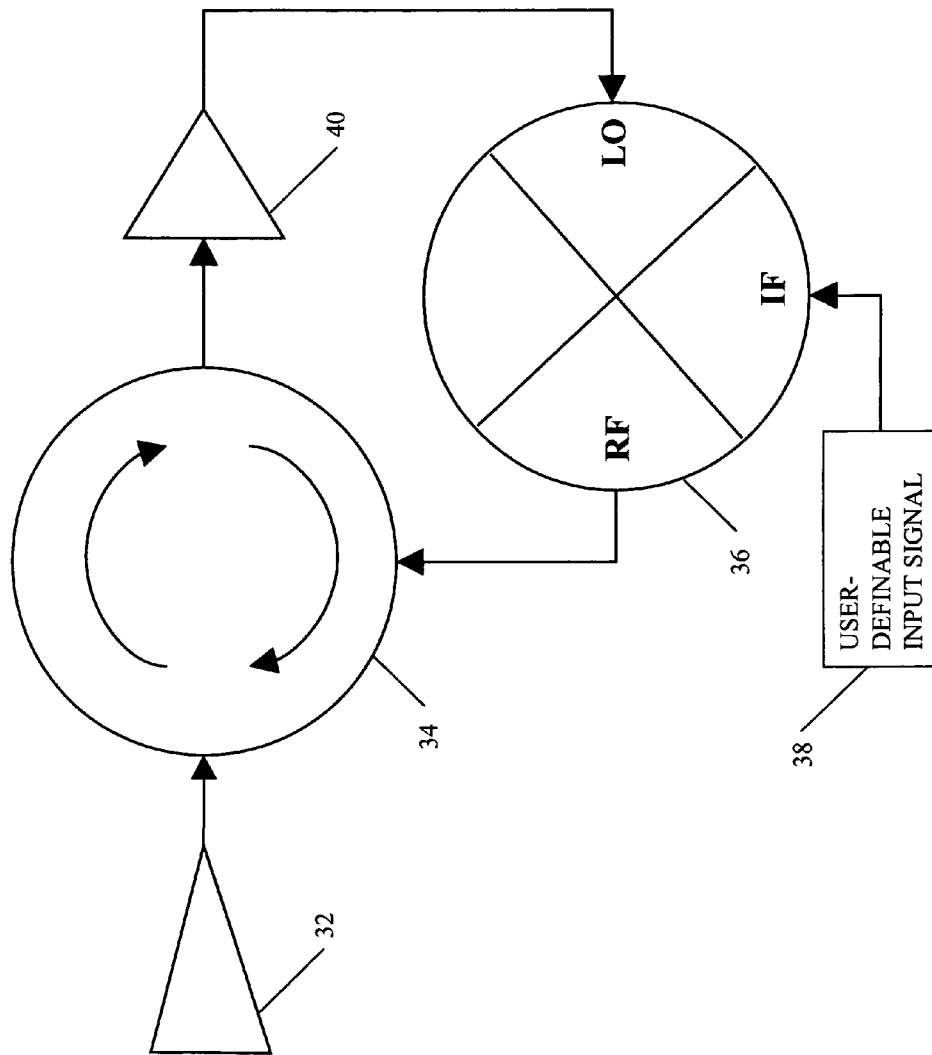 40
LO
RF
IF
36
34
USER-
DEFINABLE
INPUT SIGNAL
38
32